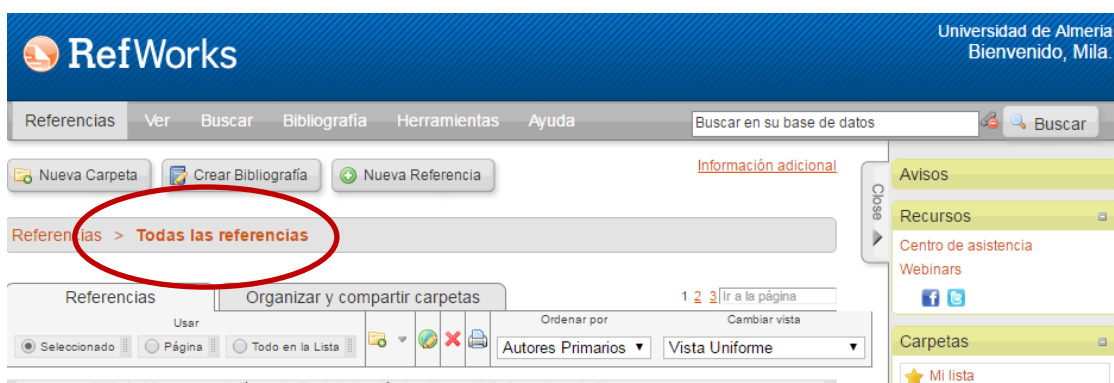 RefWorks
Universidad de Almeria
Bienvenido, Mila.
Referencias Ver Buscar Bibliografía Herramientas Ayuda
Buscar en su base de datos
Buscar
Nueva Carpeta Crear Bibliografía Nueva Referencia
Información adicional
Close
Referencias > Todas las referencias
Referencias Organizar y compartir carpetas
1 2 3 Ir a la página
Usar
Seleccionado Página Todo en la Lista
Ordenar por
Autores Primarios
Cambiar vista
Vista Uniforme
Avisos
Recursos
Centro de asistencia
Webinars
Carpetas
Mi lista